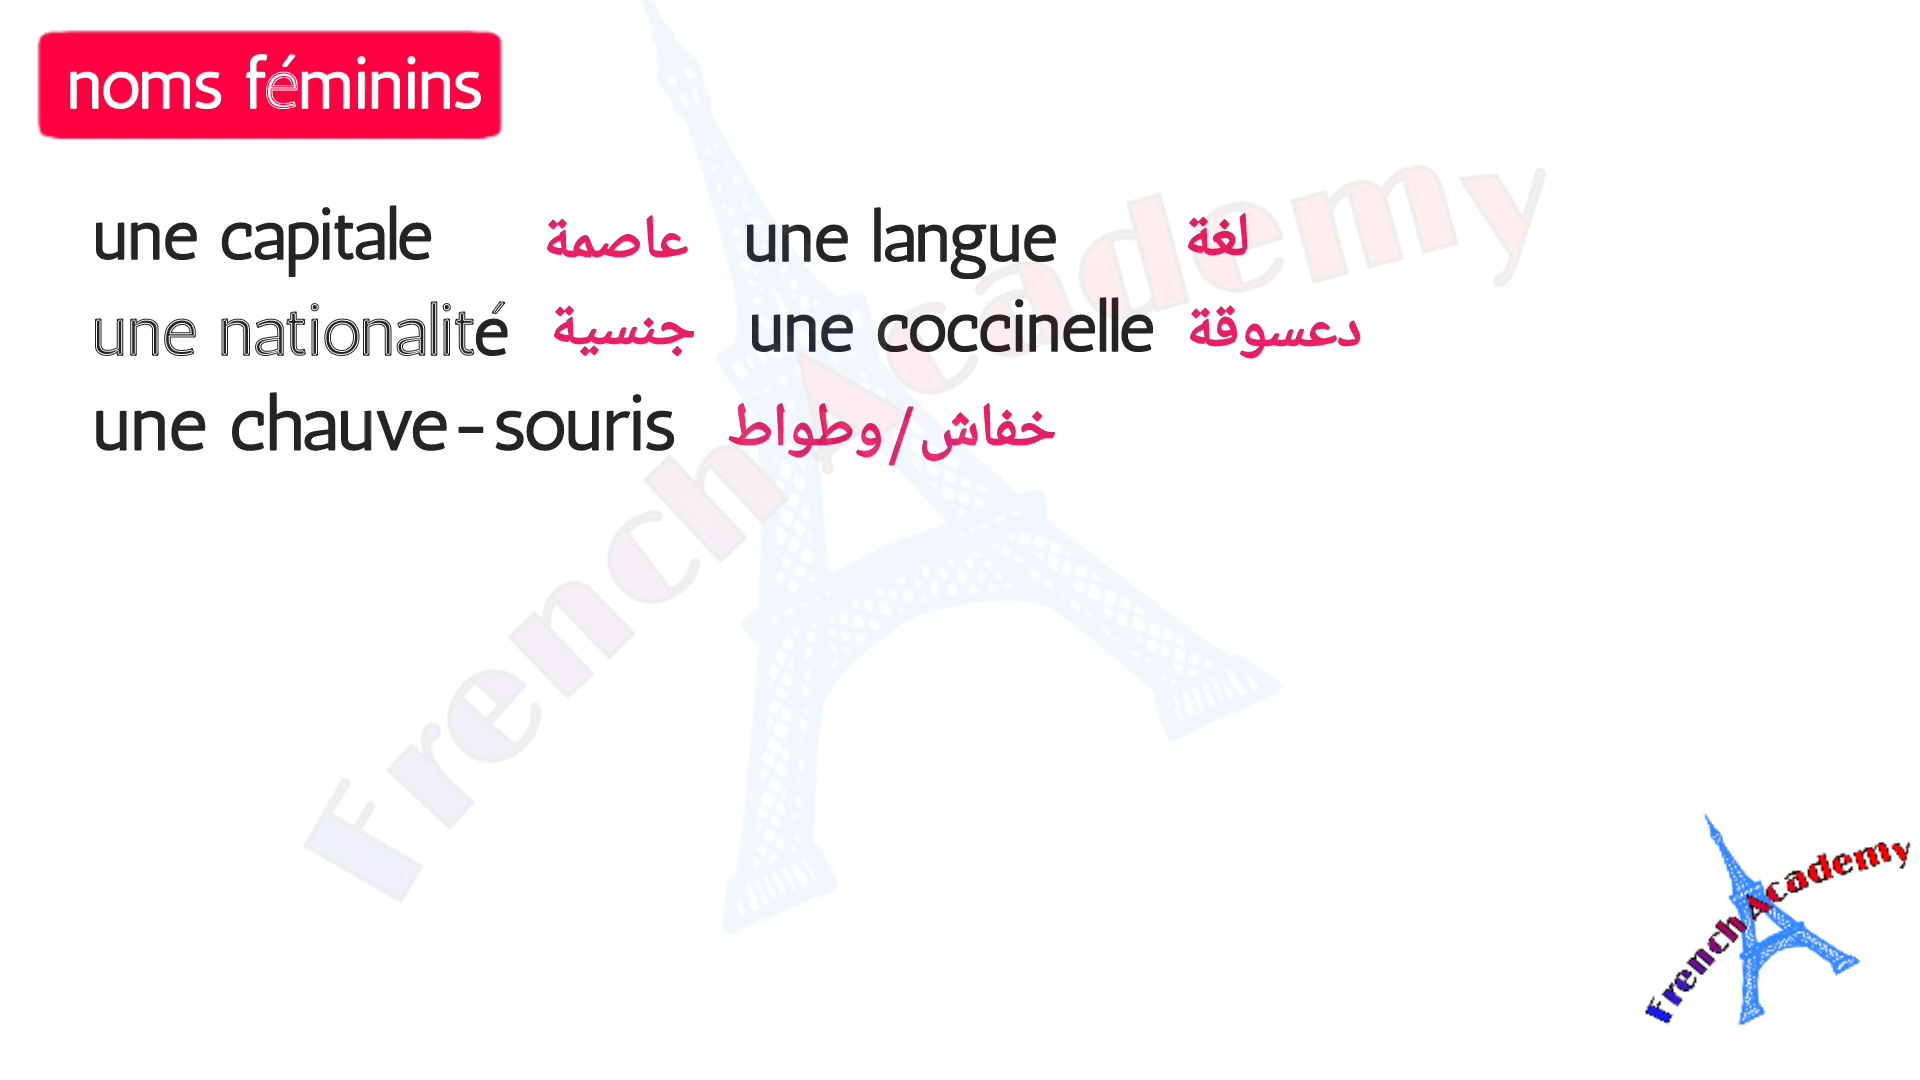 noms féminins
une capitale عاصمة une langue لغة
une nationalité جنسية une coccinelle دعسوقة
une chauve-souris خفاش/وطواط
French Academy
French Academy